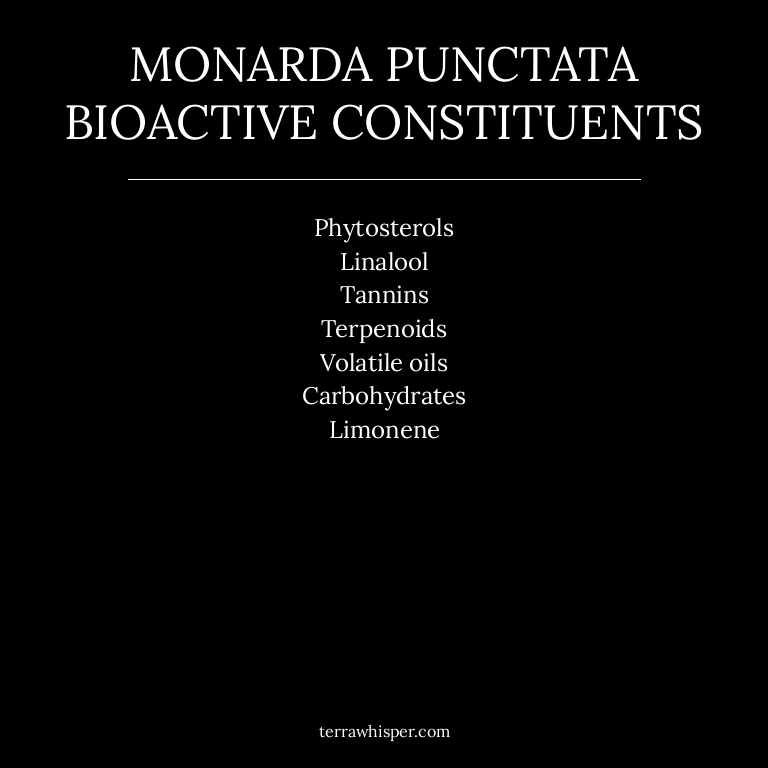 MONARDA PUNCTATA
BIOACTIVE CONSTITUENTS
Phytosterols
Linalool
Tannins
Terpenoids
Volatile oils
Carbohydrates
Limonene
terrawhisper.com